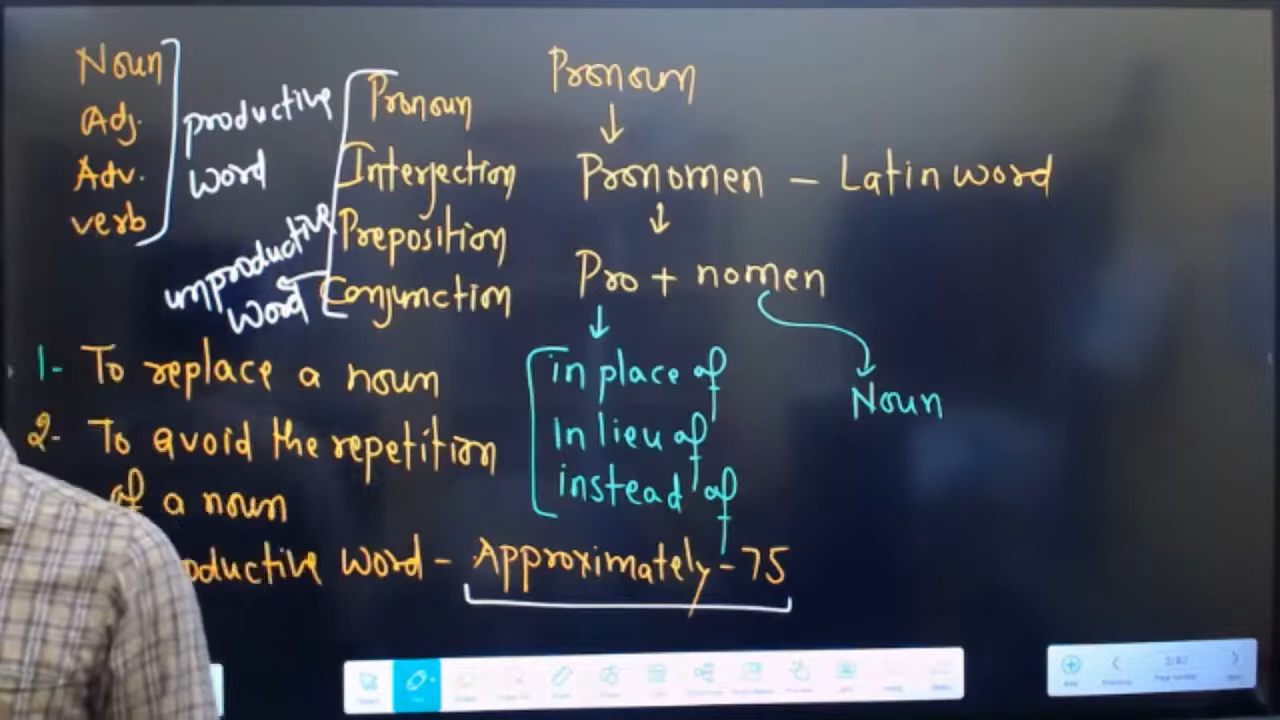 Noun
Adj.
Adv.
verb
productive
word
Pronoun
Interjection
Preposition
Conjunction
unproductive
word
Pronoun
↓
Pronomen – Latin word
↓
Pro + nomen
↓
in place of
In lieu of
instead of
Noun
1- To replace a noun
2- To avoid the repetition
of a noun
oductive word – Approximately – 75